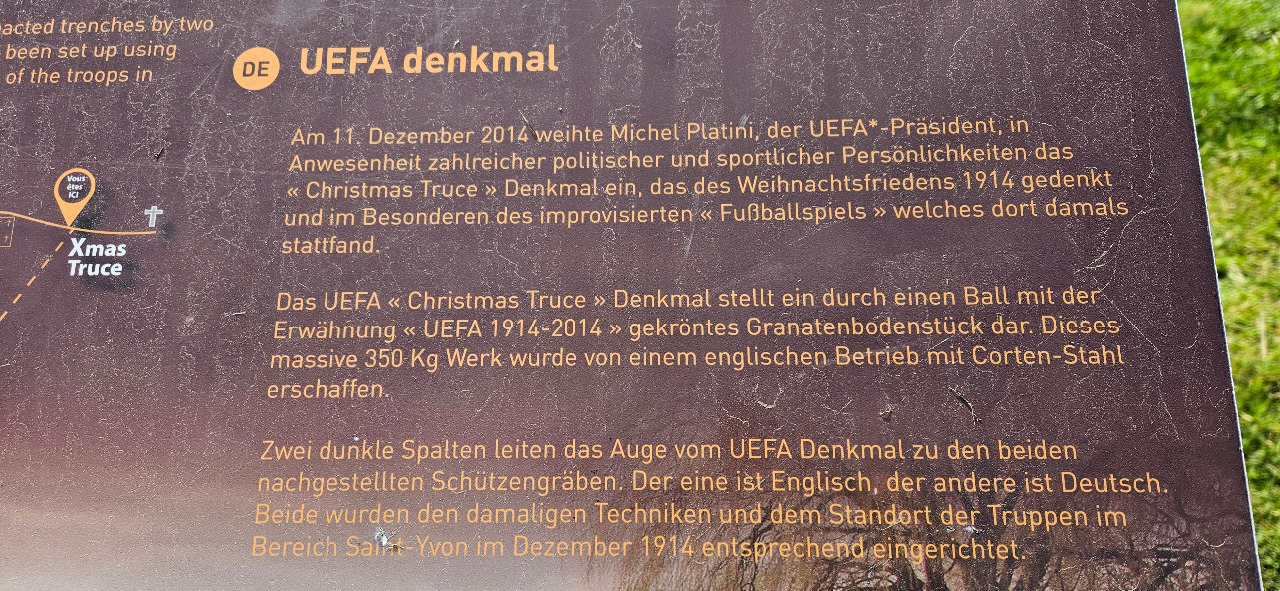 acted trenches by two
been set up using
of the troops in
DE
UEFA denkmal
Am 11. Dezember 2014 weihte Michel Platini, der UEFA*-Präsident, in
Anwesenheit zahlreicher politischer und sportlicher Persönlichkeiten das
« Christmas Truce » Denkmal ein, das des Weihnachtsfriedens 1914 gedenkt
und im Besonderen des improvisierten « Fußballspiels » welches dort damals
stattfand.
Das UEFA « Christmas Truce » Denkmal stellt ein durch einen Ball mit der
Erwähnung « UEFA 1914-2014 » gekröntes Granatenbodenstück dar. Dieses
massive 350 Kg Werk wurde von einem englischen Betrieb mit Corten-Stahl
erschaffen.
Zwei dunkle Spalten leiten das Auge vom UEFA Denkmal zu den beiden
nachgestellten Schützengräben. Der eine ist Englisch, der andere ist Deutsch.
Beide wurden den damaligen Techniken und dem Standort der Truppen im
Bereich Saint-Yvon im Dezember 1914 entsprechend eingerichtet.
Vous
êtes
ICI
Xmas
Truce